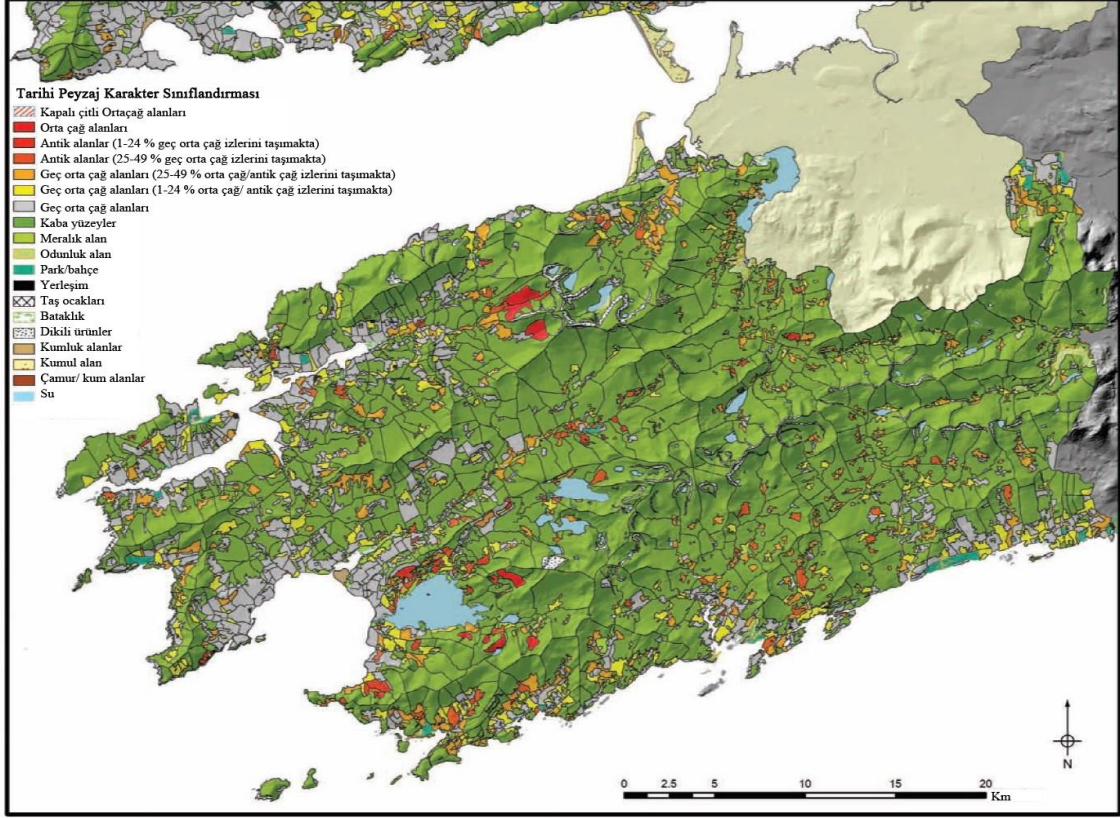 Tarihi Peyzaj Karakter Sınıflandırması
Kapalı çitli Ortaçağ alanları
Orta çağ alanları
Antik alanlar (1-24 % geç orta çağ izlerini taşımakta)
Antik alanlar (25-49 % geç orta çağ izlerini taşımakta)
Geç orta çağ alanları (25-49 % orta çağ/antik çağ izlerini taşımakta)
Geç orta çağ alanları (1-24 % orta çağ/ antik çağ izlerini taşımakta)
Geç orta çağ alanları
Kaba yüzeyler
Meralık alan
Odunluk alan
Park/bahçe
Yerleşim
Taş ocakları
Bataklık
Dikili ürünler
Kumluk alanlar
Kumul alan
Çamur/ kum alanlar
Su
N
0 2.5 5 10 15 20
Km